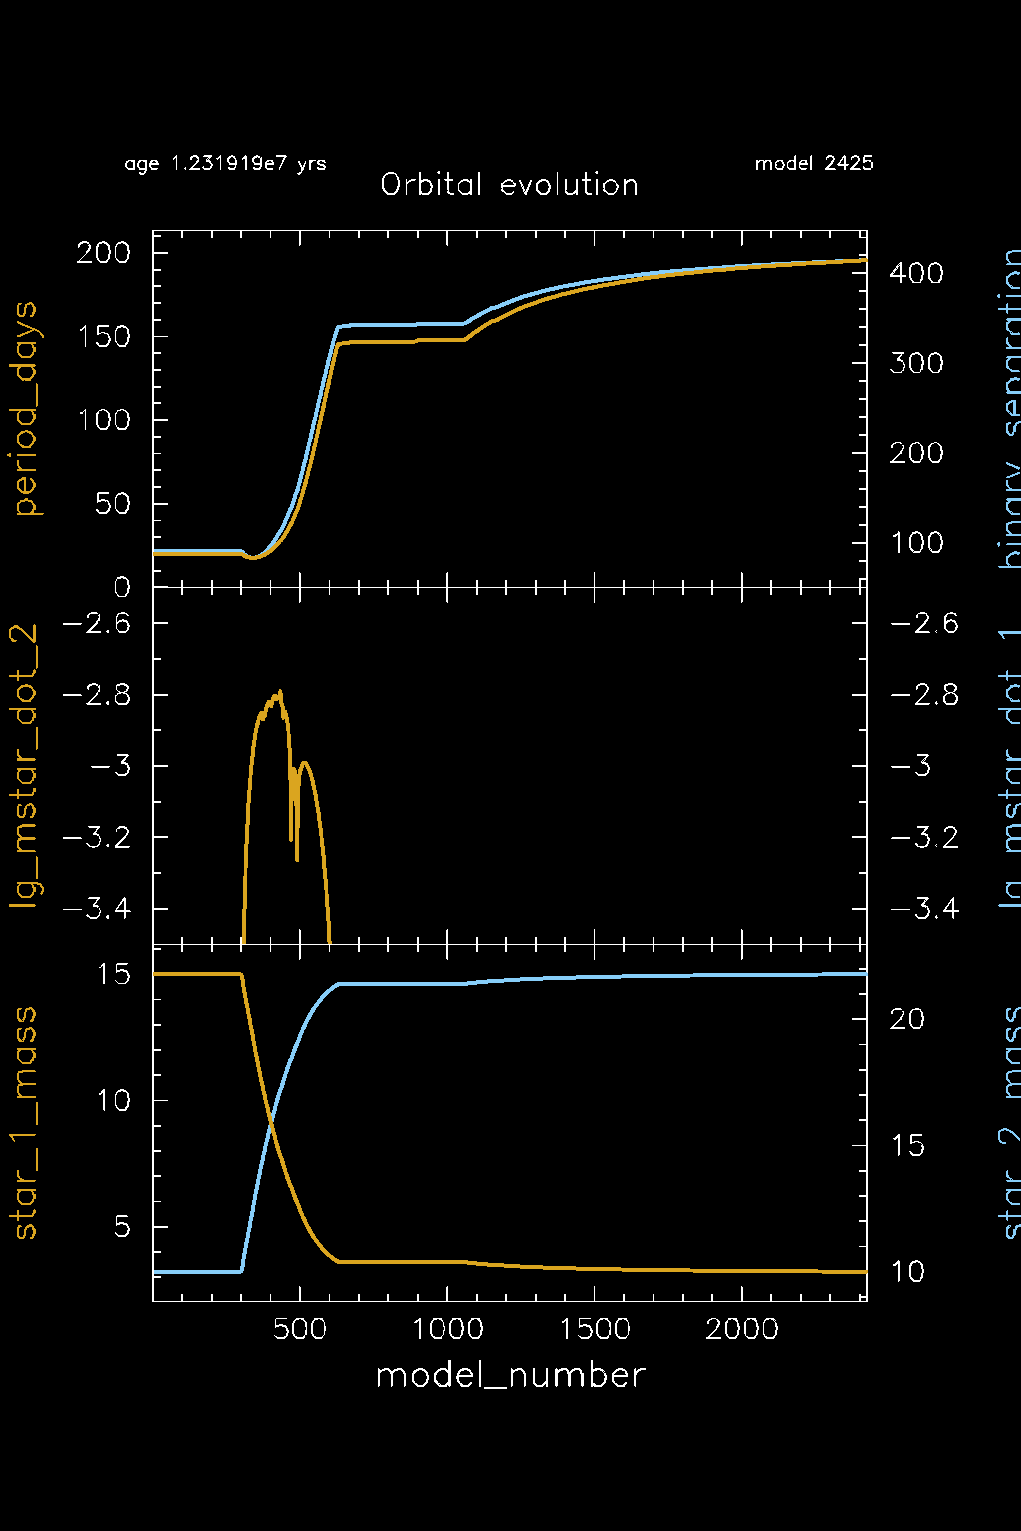 age 1.231919e7 yrs
model 2425
Orbital evolution
period_days
200
150
100
50
0
400
300
200
100
binary_separation
lg_mstar_dot_2
-2.6
-2.8
-3
-3.2
-3.4
-2.6
-2.8
-3
-3.2
-3.4
lg_mstar_dot_1
star_1_mass
15
10
5
20
15
10
star_2_mass
500 1000 1500 2000
model_number